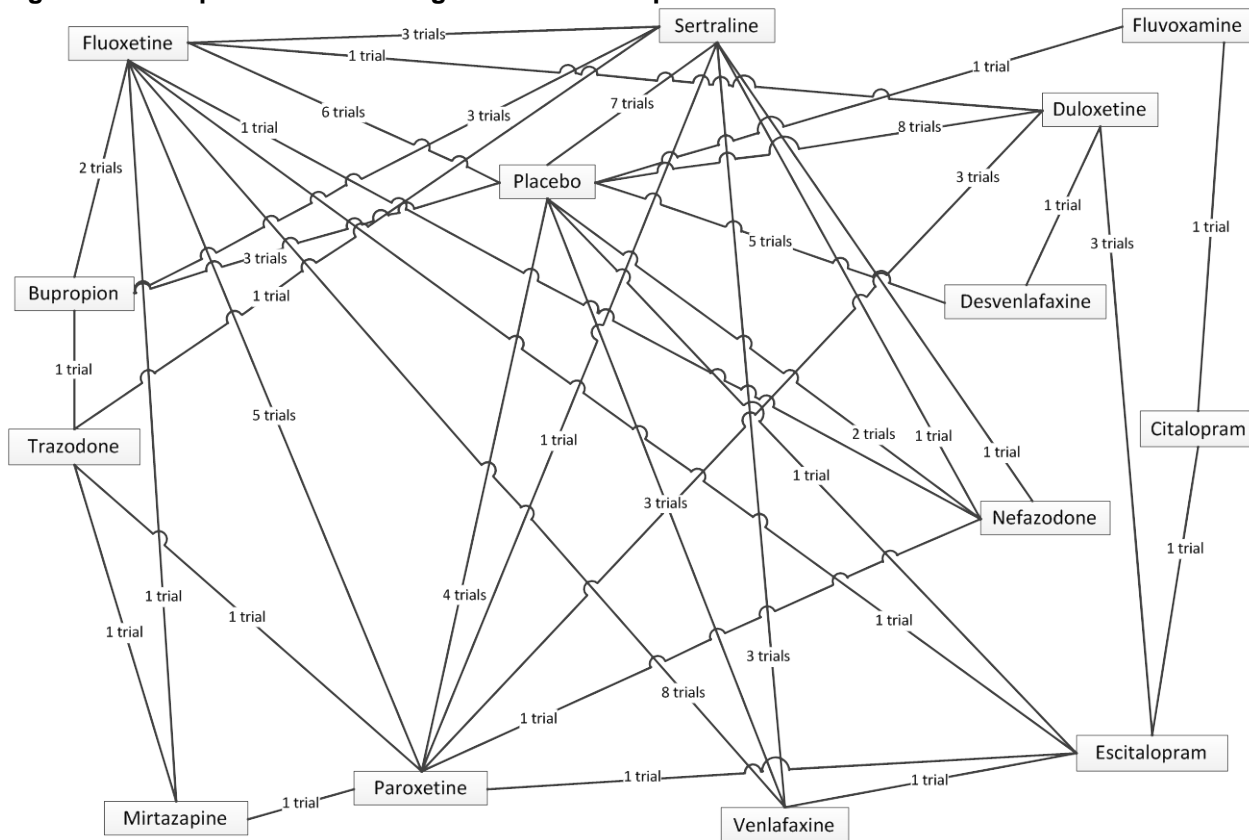 Fluoxetine
3 trials
Sertraline
Fluvoxamine
1 trial
1 trial
6 trials
1 trial
3 trials
7 trials
8 trials
Duloxetine
2 trials
Placebo
3 trials
1 trial
5 trials
1 trial
3 trials
3 trials
Bupropion
1 trial
Desvenlafaxine
1 trial
5 trials
1 trial
2 trials
1 trial
1 trial
Citalopram
Trazodone
1 trial
3 trials
Nefazodone
1 trial
4 trials
1 trial
1 trial
1 trial
1 trial
3 trials
8 trials
1 trial
Escitalopram
1 trial
1 trial
Paroxetine
1 trial
Mirtazapine
Venlafaxine